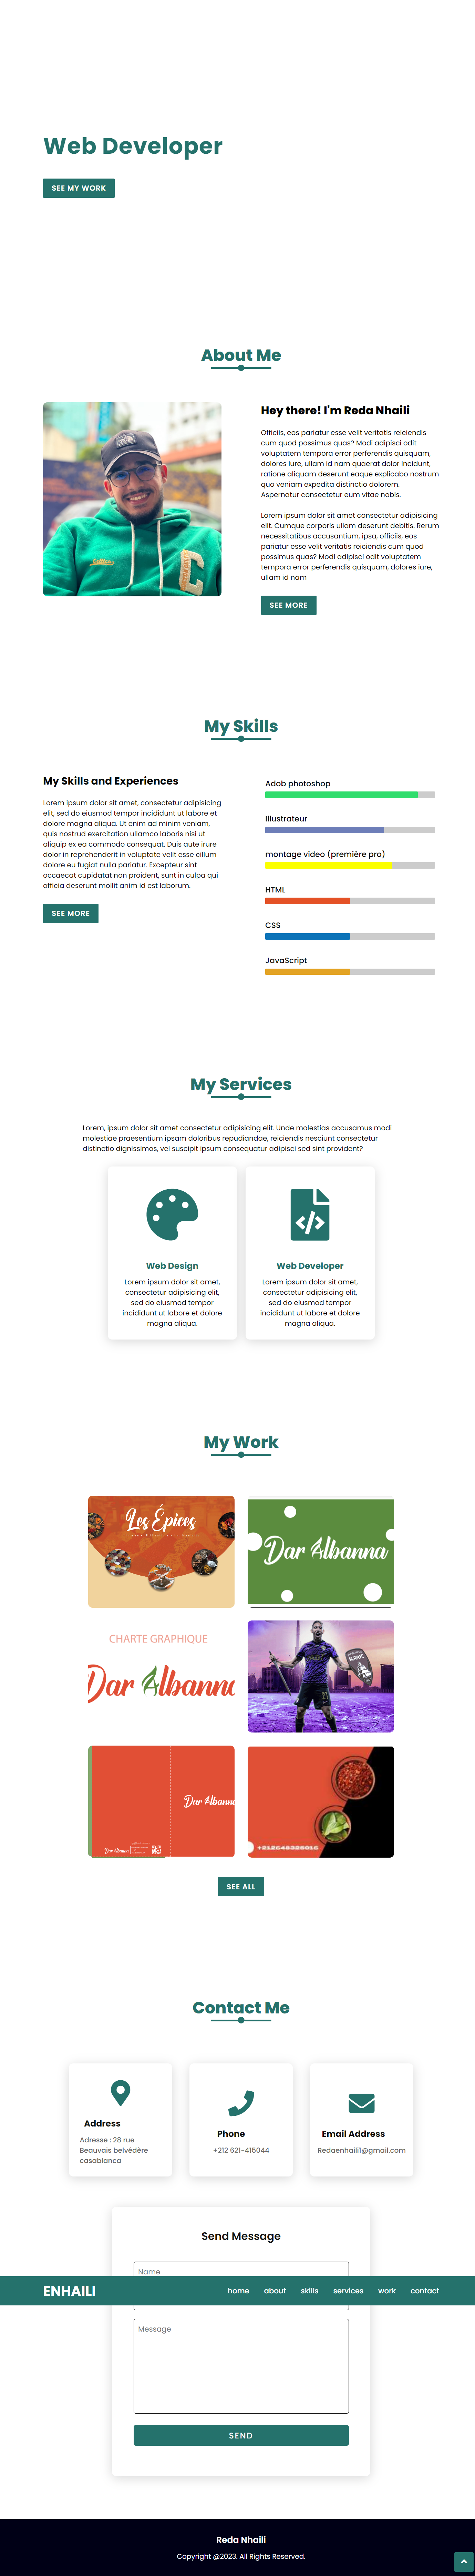 Web Developer
SEE MY WORK
About Me
Hey there! I'm Reda Nhaili
Officiis, eos pariatur esse velit veritatis reiciendis
cum quod possimus quas? Modi adipisci odit
voluptatem tempora error perferendis quisquam,
dolores iure, ullam id nam quaerat dolor incidunt,
ratione aliquam deserunt eaque explicabo nostrum
quo veniam expedita distinctio dolorem.
Aspernatur consectetur eum vitae nobis.
Lorem ipsum dolor sit amet consectetur adipisicing
elit. Cumque corporis ullam deserunt debitis. Rerum
necessitatibus accusantium, ipsa, officiis, eos
pariatur esse velit veritatis reiciendis cum quod
possimus quas? Modi adipisci odit voluptatem
tempora error perferendis quisquam, dolores iure,
ullam id nam
SEE MORE
My Skills
My Skills and Experiences
Lorem ipsum dolor sit amet, consectetur adipisicing
elit, sed do eiusmod tempor incididunt ut labore et
dolore magna aliqua. Ut enim ad minim veniam,
quis nostrud exercitation ullamco laboris nisi ut
aliquip ex ea commodo consequat. Duis aute irure
dolor in reprehenderit in voluptate velit esse cillum
dolore eu fugiat nulla pariatur. Excepteur sint
occaecat cupidatat non proident, sunt in culpa qui
officia deserunt mollit anim id est laborum.
SEE MORE
Adob photoshop
Illustrateur
montage video (première pro)
HTML
CSS
JavaScript
My Services
Lorem, ipsum dolor sit amet consectetur adipisicing elit. Unde molestias accusamus modi
molestiae praesentium ipsam doloribus repudiandae, reiciendis nesciunt consectetur
distinctio dignissimos, vel suscipit ipsum consequatur adipisci sed sint provident?
Web Design
Lorem ipsum dolor sit amet,
consectetur adipisicing elit,
sed do eiusmod tempor
incididunt ut labore et dolore
magna aliqua.
Web Developer
Lorem ipsum dolor sit amet,
consectetur adipisicing elit,
sed do eiusmod tempor
incididunt ut labore et dolore
magna aliqua.
My Work
Les Épices
Dar Albanna
CHARTE GRAPHIQUE
Dar Albanna
Dar Albanna
Dar Albanna
SEE ALL
Contact Me
Address
Adresse : 28 rue
Beauvais belvédère
casablanca
Phone
+212 621-415044
Email Address
Redaenhaili1@gmail.com
Send Message
Name
ENHAILI
home
about
skills
services
work
contact
Message
SEND
Reda Nhaili
Copyright @2023. All Rights Reserved.